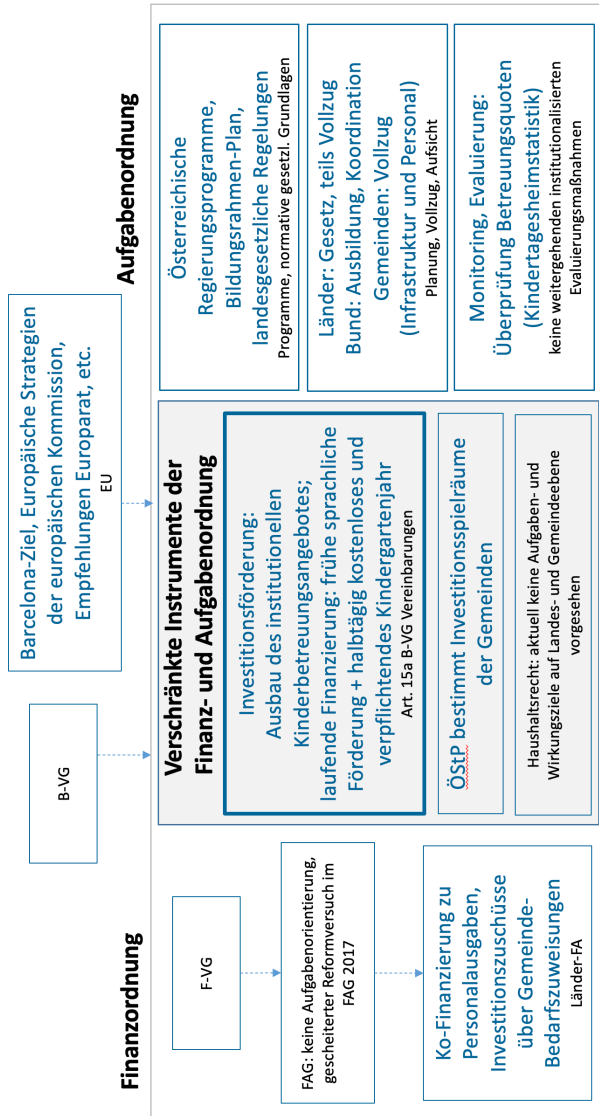 B-VG
Barcelona-Ziel, Europäische Strategien
der europäischen Kommission,
Empfehlungen Europarat, etc.
EU
Finanzordnung
F-VG
FAG: keine Aufgabenorientierung,
gescheiterter Reformversuch im
FAG 2017
Ko-Finanzierung zu
Personalausgaben,
Investitionszuschüsse
über Gemeinde-
Bedarfszuweisungen
Länder-FA
Verschränkte Instrumente der
Finanz- und Aufgabenordnung
Investitionsförderung:
Ausbau des institutionellen
Kinderbetreuungsangebotes;
laufende Finanzierung: frühe sprachliche
Förderung + halbtägig kostenloses und
verpflichtendes Kindergartenjahr
Art. 15a B-VG Vereinbarungen
ÖStP bestimmt Investitionsspielräume
der Gemeinden
Haushaltsrecht: aktuell keine Aufgaben- und
Wirkungsziele auf Landes- und Gemeindeebene
vorgesehen
Aufgabenordnung
Österreichische
Regierungsprogramme,
Bildungsrahmen-Plan,
landesgesetzliche Regelungen
Programme, normative gesetzl. Grundlagen
Länder: Gesetz, teils Vollzug
Bund: Ausbildung, Koordination
Gemeinden: Vollzug
(Infrastruktur und Personal)
Planung, Vollzug, Aufsicht
Monitoring, Evaluierung:
Überprüfung Betreuungsquoten
(Kindertagesheimstatistik)
keine weitergehenden institutionalisierten
Evaluierungsmaßnahmen